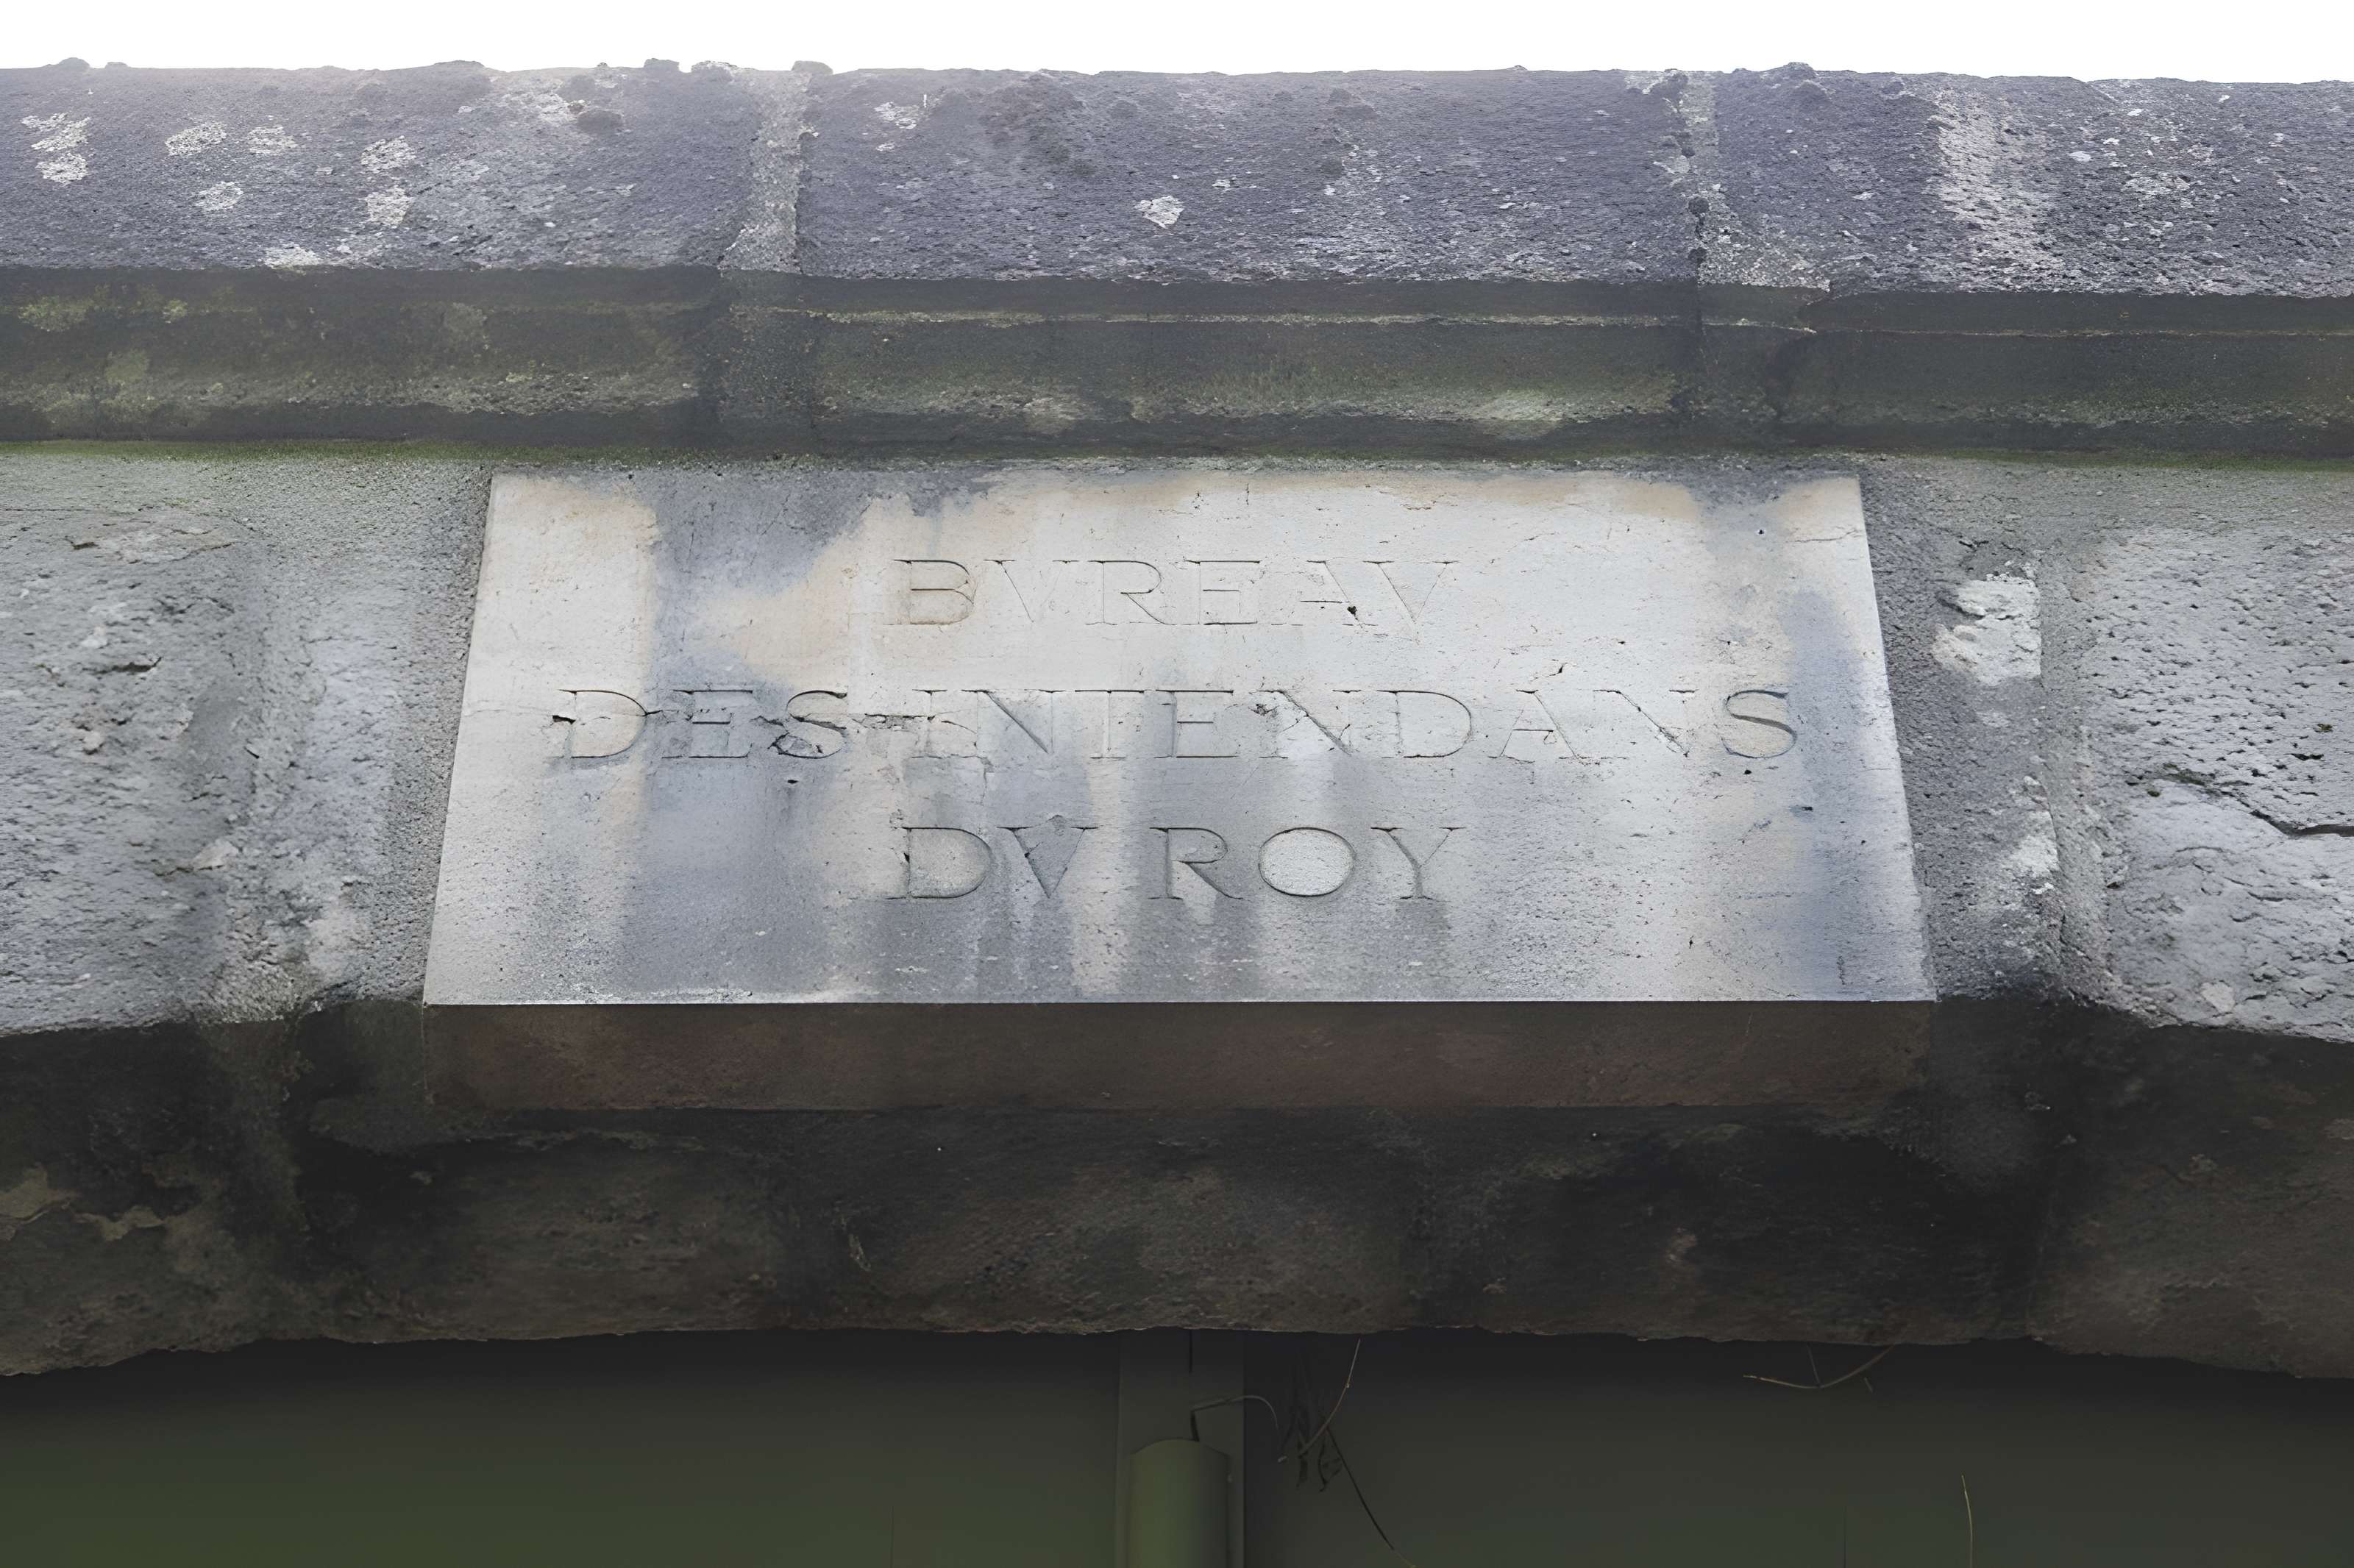 BVREAV
DES INTENDANS
DV ROY